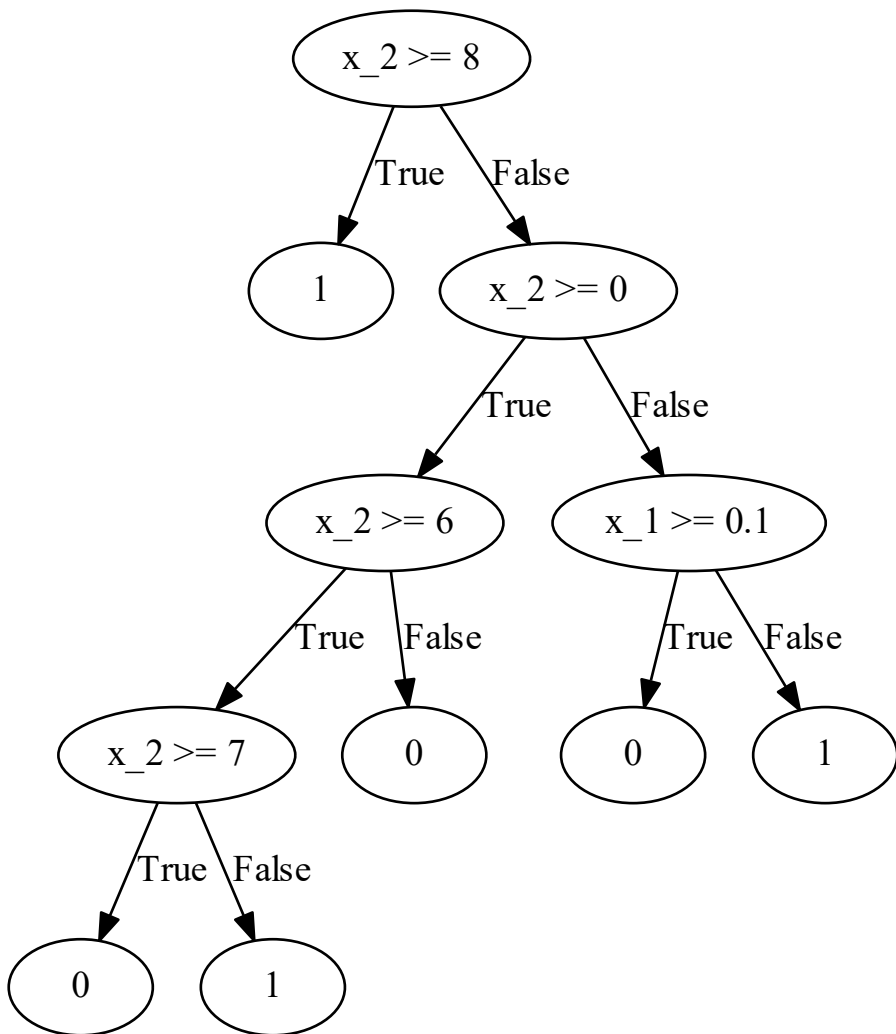 x_2 >= 8
True
False
1
x_2 >= 0
True
False
x_2 >= 6
x_1 >= 0.1
True
False
True
False
x_2 >= 7
0
0
1
True
False
0
1